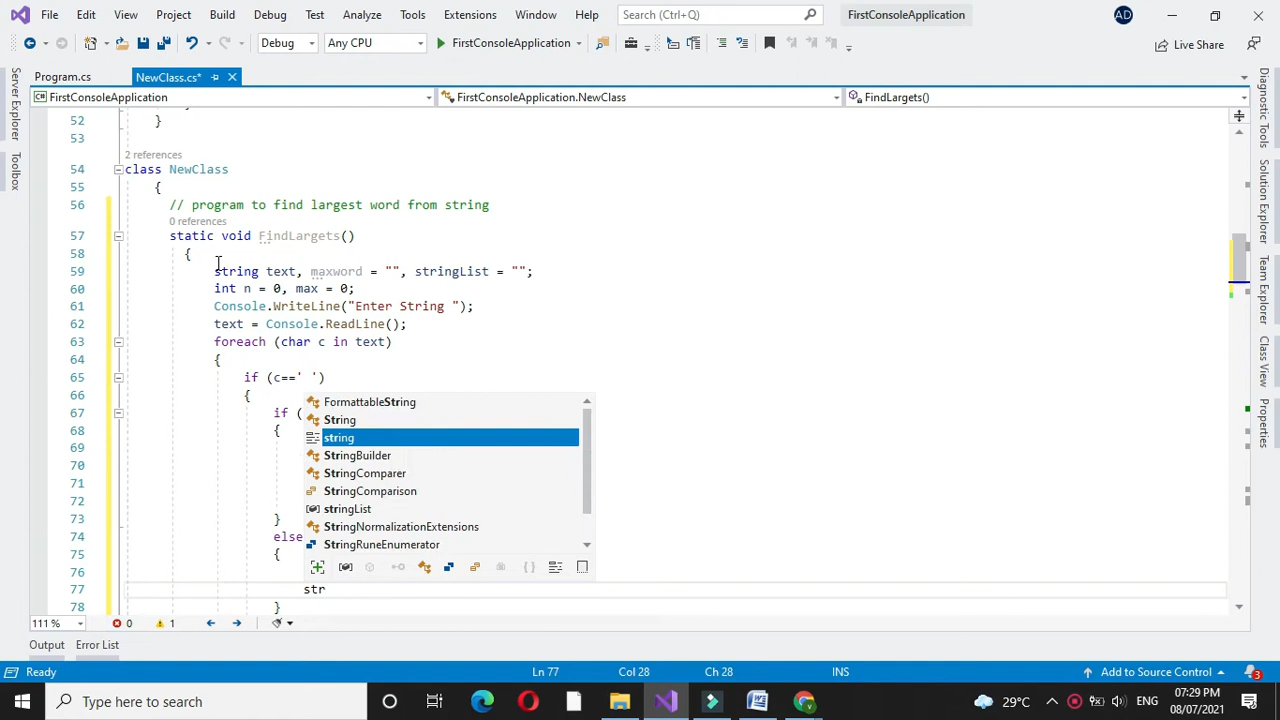 File Edit View Project Build Debug Test Analyze Tools Extensions Window Help Search (Ctrl+Q) FirstConsoleApplication AD
Debug Any CPU FirstConsoleApplication Live Share
Program.cs NewClass.cs*
FirstConsoleApplication FirstConsoleApplication.NewClass FindLargets()
Server Explorer
Toolbox
52 }
53
2 references
54 class NewClass
55 {
56 // program to find largest word from string
0 references
57 static void FindLargets()
58 {
59 string text, maxword = "", stringList = "";
60 int n = 0, max = 0;
61 Console.WriteLine("Enter String ");
62 text = Console.ReadLine();
63 foreach (char c in text)
64 {
65 if (c==' ')
66 {
67 if (
68 {
69
70
71
72
73 }
74 else
75 {
76
77 str
78 }
FormattableString
String
string
StringBuilder
StringComparer
StringComparison
stringList
StringNormalizationExtensions
StringRuneEnumerator
Diagnostic Tools
Solution Explorer
Team Explorer
Class View
Properties
111 % 0 1
Output Error List
Ready Ln 77 Col 28 Ch 28 INS Add to Source Control 3
Type here to search 29°C 07:29 PM
08/07/2021